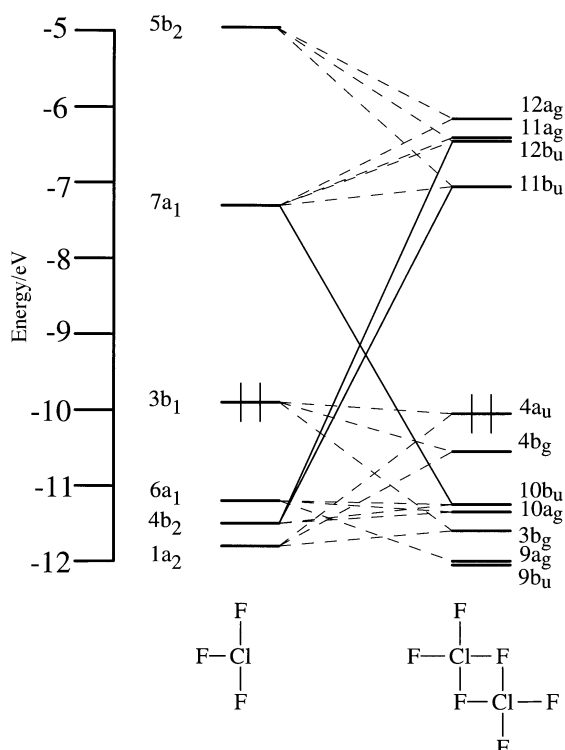 Energy/eV
-5
-6
-7
-8
-9
-10
-11
-12
5b2
7a1
3b1
6a1
4b2
1a2
12ag
11ag
12bu
11bu
4au
4bg
10bu
10ag
3bg
9ag
9bu
F
F—Cl
F
F
F—Cl—F
F—Cl—F
F